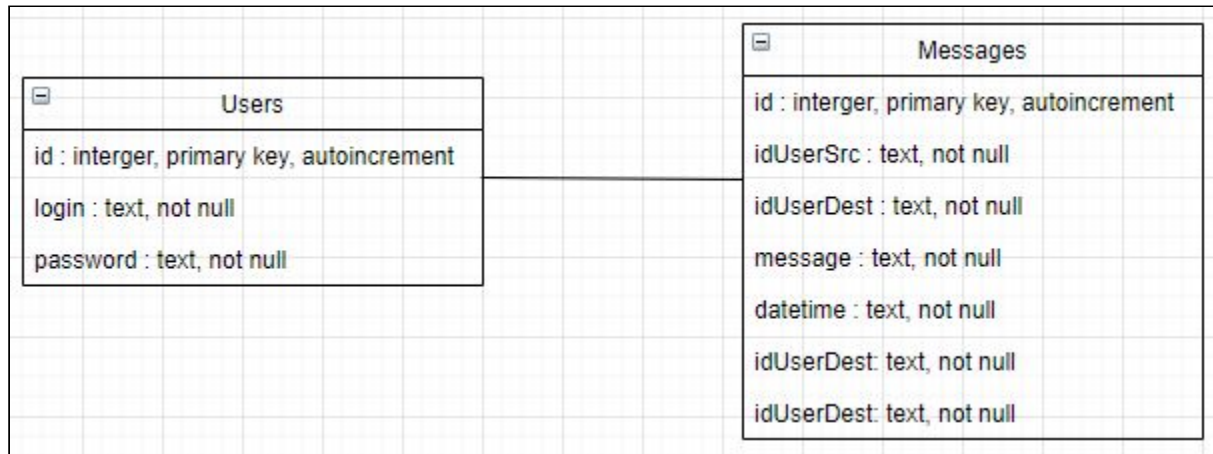 Users
id : interger, primary key, autoincrement
login : text, not null
password : text, not null
Messages
id : interger, primary key, autoincrement
idUserSrc : text, not null
idUserDest : text, not null
message : text, not null
datetime : text, not null
idUserDest: text, not null
idUserDest: text, not null